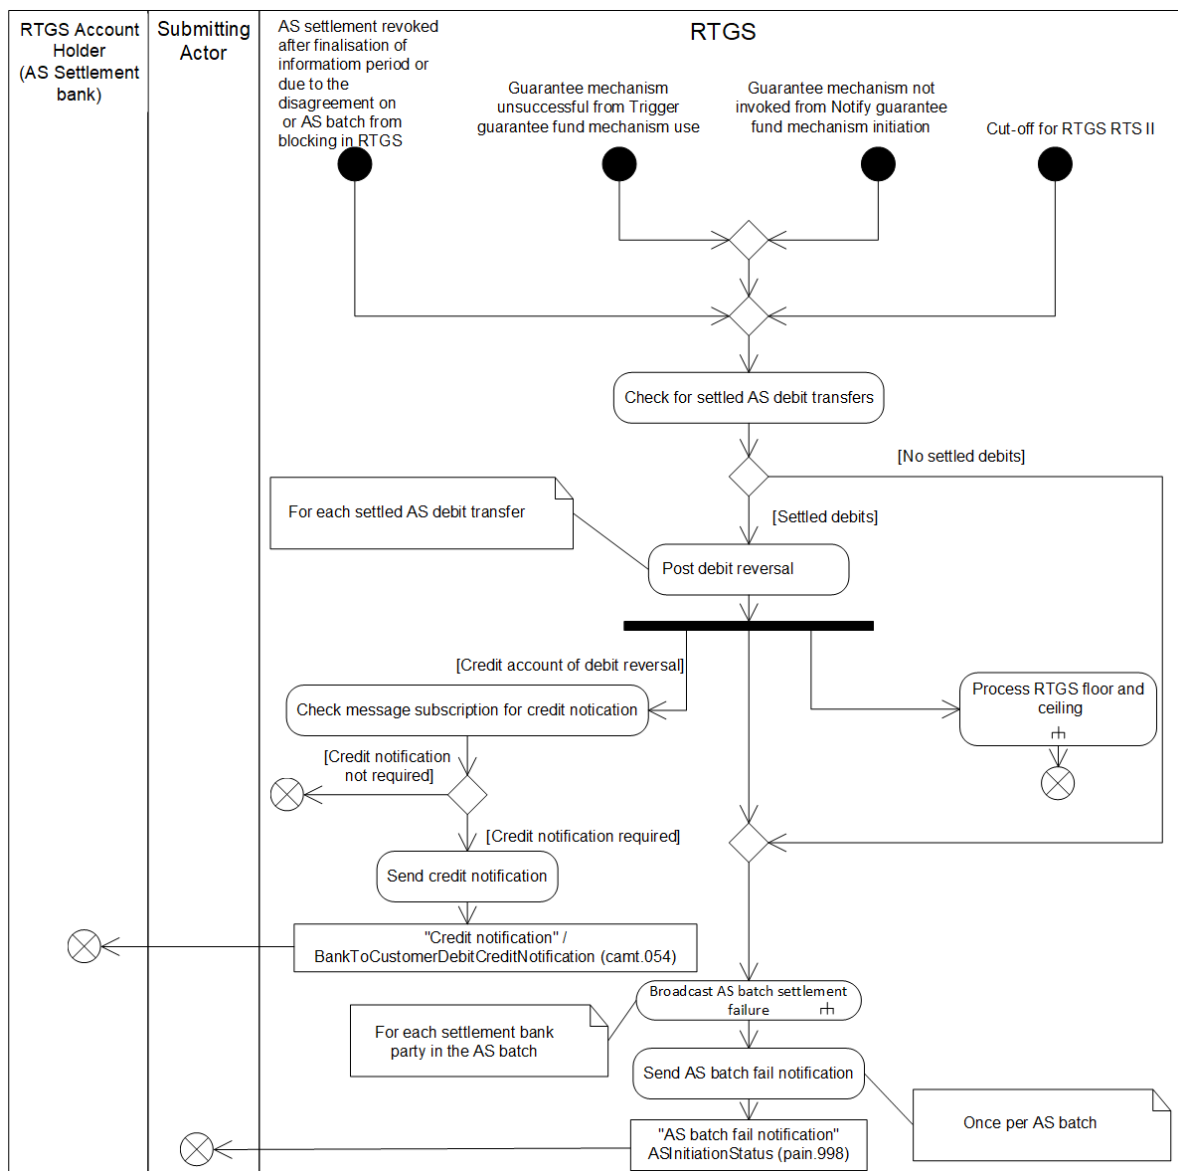 RTGS Account
Holder
(AS Settlement
bank)
Submitting
Actor
RTGS
AS settlement revoked
after finalisation of
informatiom period or
due to the
disagreement on
or AS batch from
blocking in RTGS
Guarantee mechanism
unsuccessful from Trigger
guarantee fund mechanism use
Guarantee mechanism not
invoked from Notify guarantee
fund mechanism initiation
Cut-off for RTGS RTS II
Check for settled AS debit transfers
[No settled debits]
For each settled AS debit transfer
[Settled debits]
Post debit reversal
[Credit account of debit reversal]
Check message subscription for credit notication
Process RTGS floor and
ceiling
[Credit notification
not required]
[Credit notification required]
Send credit notification
"Credit notification" /
BankToCustomerDebitCreditNotification (camt.054)
Broadcast AS batch settlement
failure
For each settlement bank
party in the AS batch
Send AS batch fail notification
Once per AS batch
"AS batch fail notification"
ASInitiationStatus (pain.998)